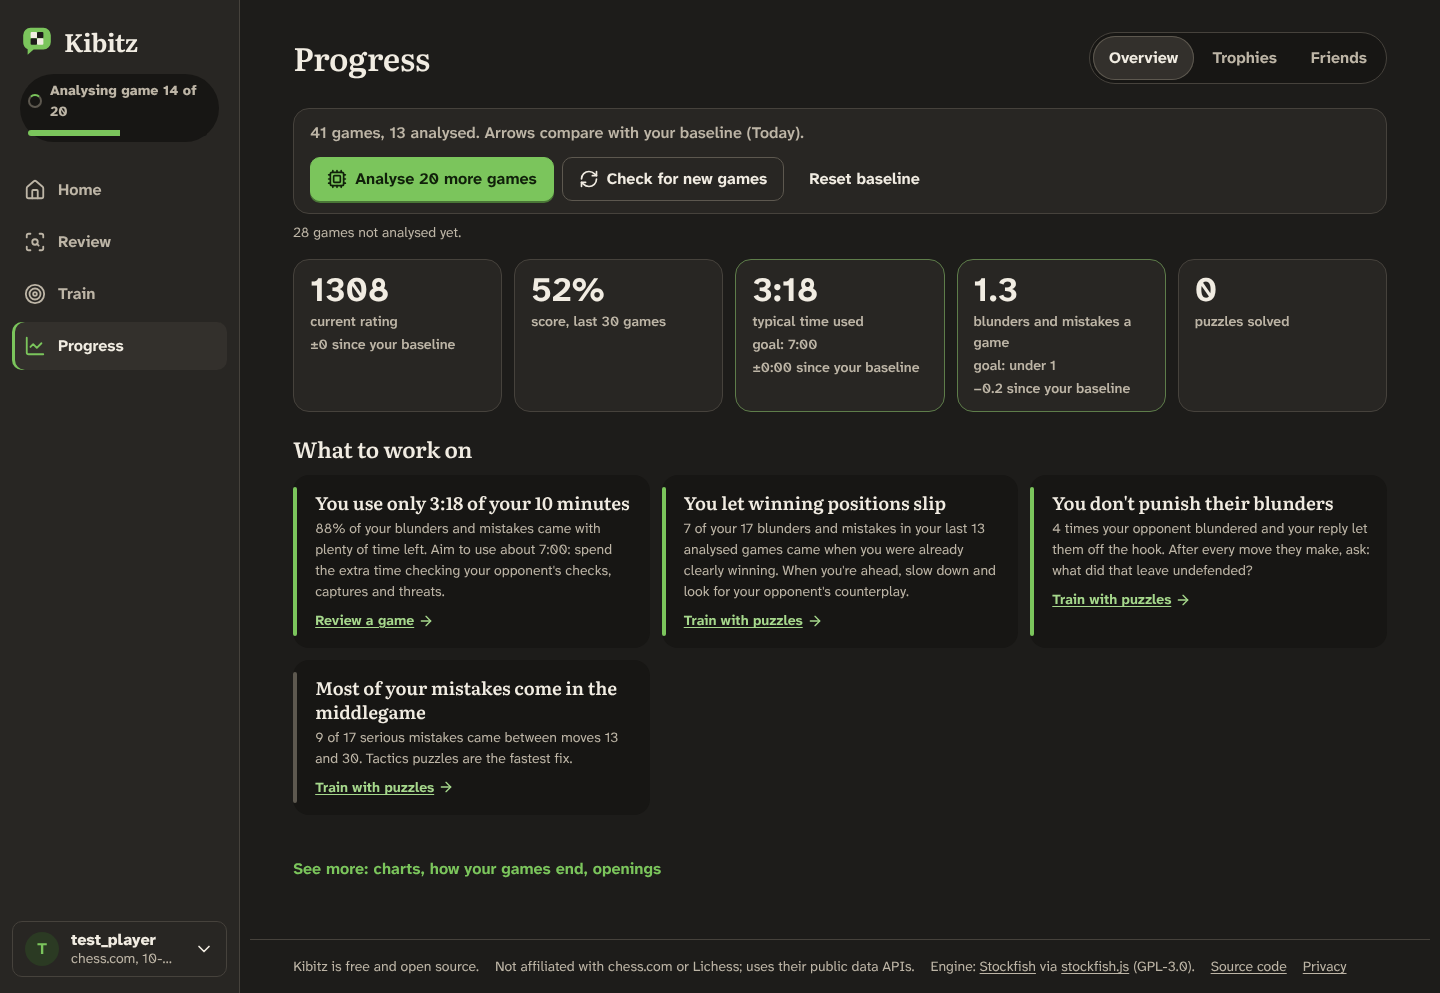 Kibitz
Analysing game 14 of
20
Home
Review
Train
Progress
test_player
chess.com, 10-...
T
Progress
Overview
Trophies
Friends
41 games, 13 analysed. Arrows compare with your baseline (Today).
Analyse 20 more games
Check for new games
Reset baseline
28 games not analysed yet.
1308
current rating
±0 since your baseline
52%
score, last 30 games
3:18
typical time used
goal: 7:00
±0:00 since your baseline
1.3
blunders and mistakes a
game
goal: under 1
−0.2 since your baseline
0
puzzles solved
What to work on
You use only 3:18 of your 10 minutes
88% of your blunders and mistakes came with
plenty of time left. Aim to use about 7:00: spend
the extra time checking your opponent's checks,
captures and threats.
Review a game →
You let winning positions slip
7 of your 17 blunders and mistakes in your last 13
analysed games came when you were already
clearly winning. When you're ahead, slow down and
look for your opponent's counterplay.
Train with puzzles →
You don't punish their blunders
4 times your opponent blundered and your reply let
them off the hook. After every move they make, ask:
what did that leave undefended?
Train with puzzles →
Most of your mistakes come in the
middlegame
9 of 17 serious mistakes came between moves 13
and 30. Tactics puzzles are the fastest fix.
Train with puzzles →
See more: charts, how your games end, openings
Kibitz is free and open source. Not affiliated with chess.com or Lichess; uses their public data APIs. Engine: Stockfish via stockfish.js (GPL-3.0). Source code Privacy